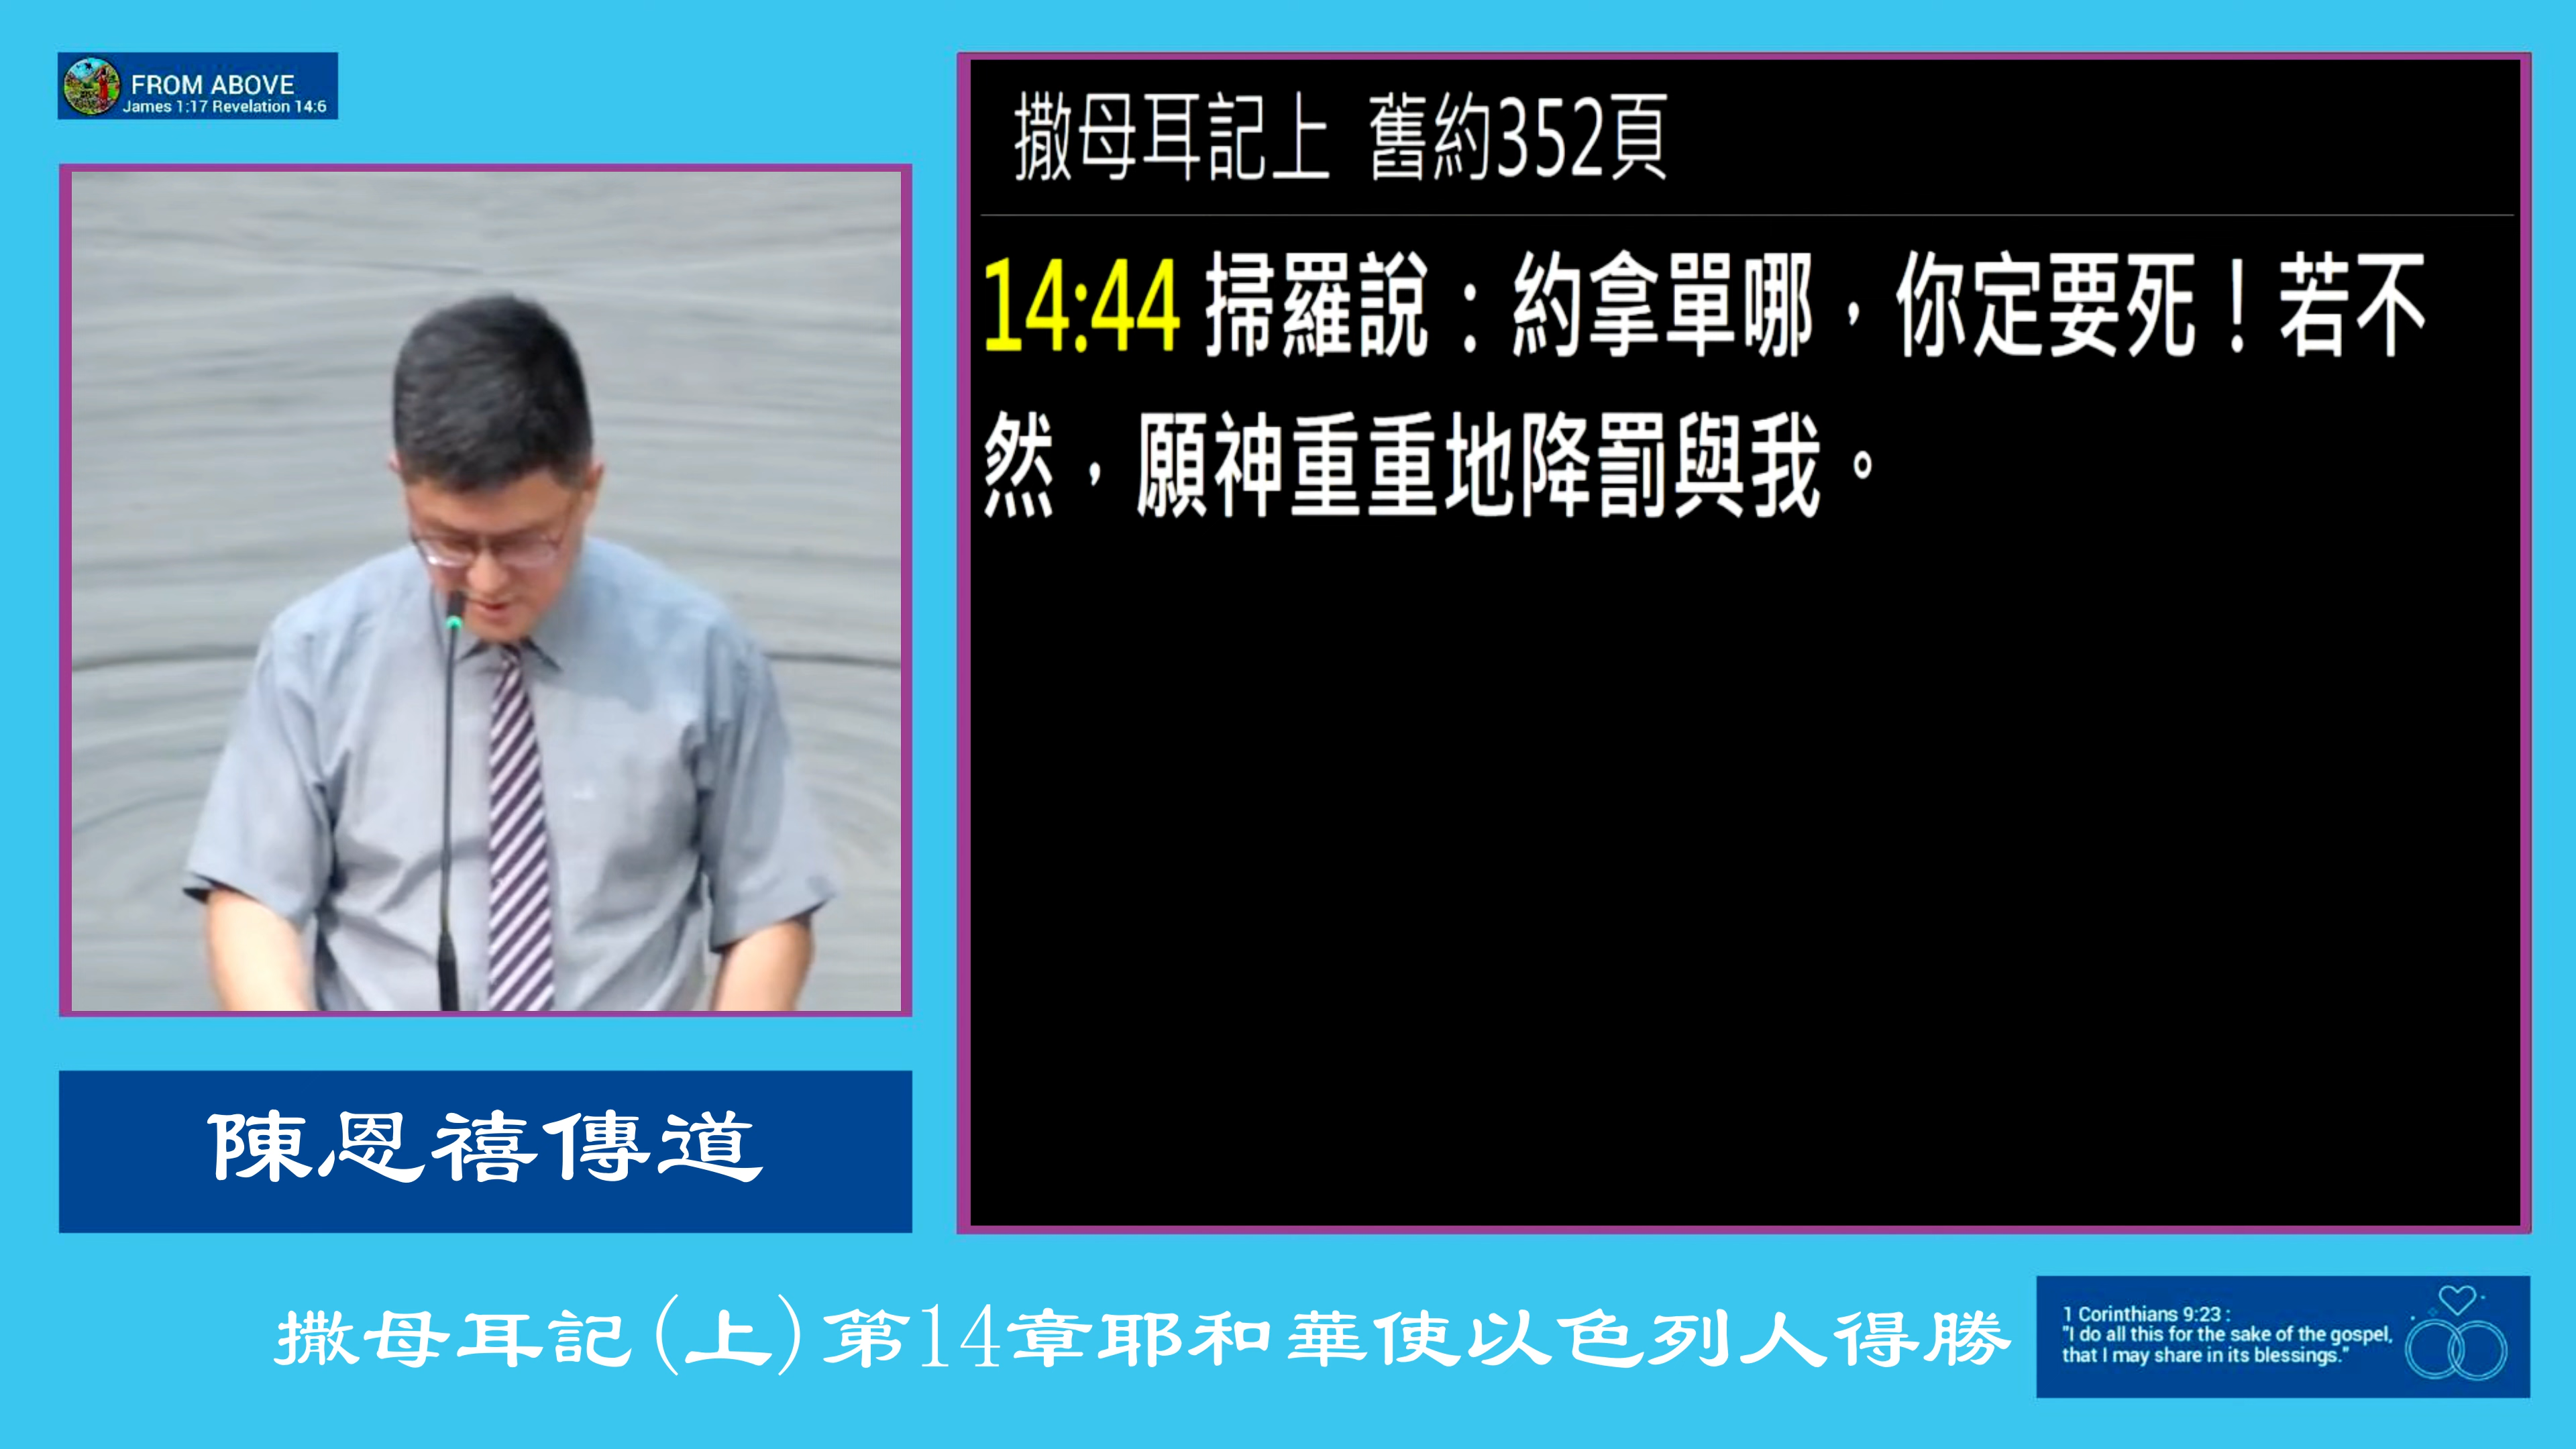 FROM ABOVE
James 1:17 Revelation 14:6
撒母耳記上 舊約352頁
14:44 掃羅說：約拿單哪，你定要死！若不
然，願神重重地降罰與我。
陳恩禧傳道
撒母耳記(上)第14章耶和華使以色列人得勝
1 Corinthians 9:23 :
"I do all this for the sake of the gospel,
that I may share in its blessings."